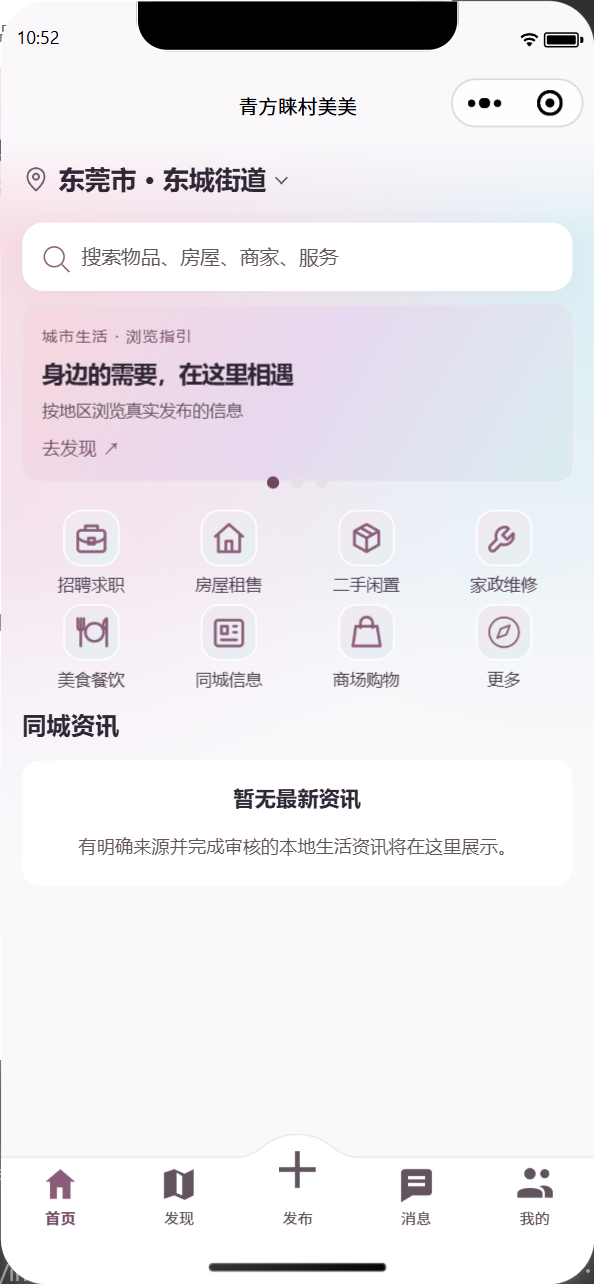 10:52
青方睐村美美
东莞市·东城街道
搜索物品、房屋、商家、服务
城市生活 · 浏览指引
身边的需要，在这里相遇
按地区浏览真实发布的信息
去发现 ↗
招聘求职 房屋租售 二手闲置 家政维修
美食餐饮 同城信息 商场购物 更多
同城资讯
暂无最新资讯
有明确来源并完成审核的本地生活资讯将在这里展示。
首页 发现 发布 消息 我的